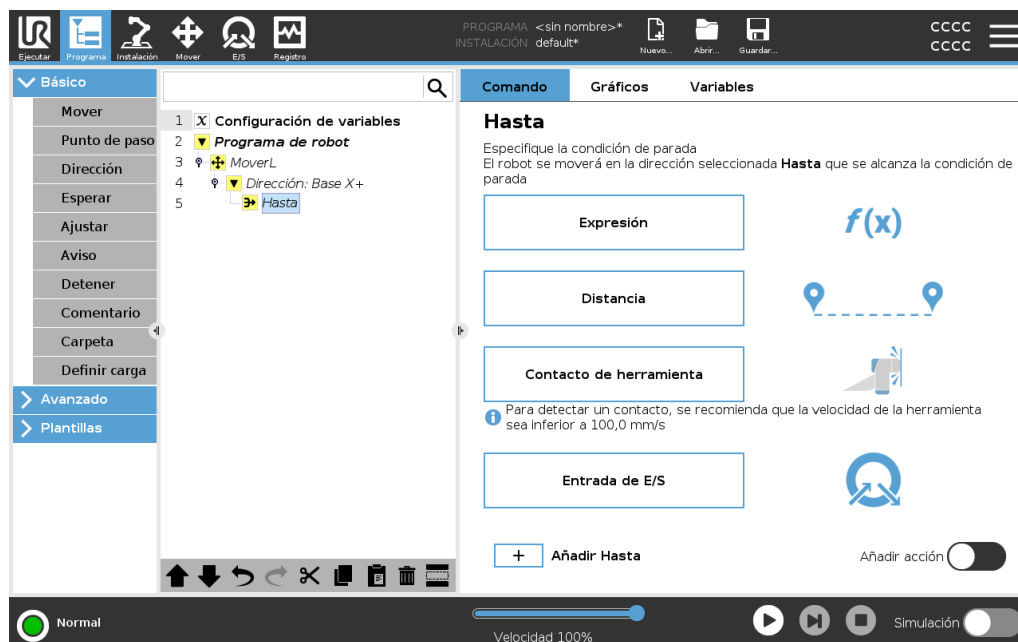 UR
PROGRAMA <sin nombre>*
INSTALACIÓN default*
CCCC
CCCC
Ejecutar Programa Instalación Mover E/S Registro Nuevo... Abrir... Guardar...
Básico
Mover
Punto de paso
Dirección
Esperar
Ajustar
Aviso
Detener
Comentario
Carpeta
Definir carga
Avanzado
Plantillas
1 X Configuración de variables
2 Programa de robot
3 MoverL
4 Dirección: Base X+
5 Hasta
Comando Gráficos Variables
Hasta
Especifique la condición de parada
El robot se moverá en la dirección seleccionada Hasta que se alcanza la condición de
parada
Expresión
f(x)
Distancia
Contacto de herramienta
Para detectar un contacto, se recomienda que la velocidad de la herramienta
sea inferior a 100,0 mm/s
Entrada de E/S
+ Añadir Hasta
Añadir acción
Normal
Velocidad 100%
Simulación